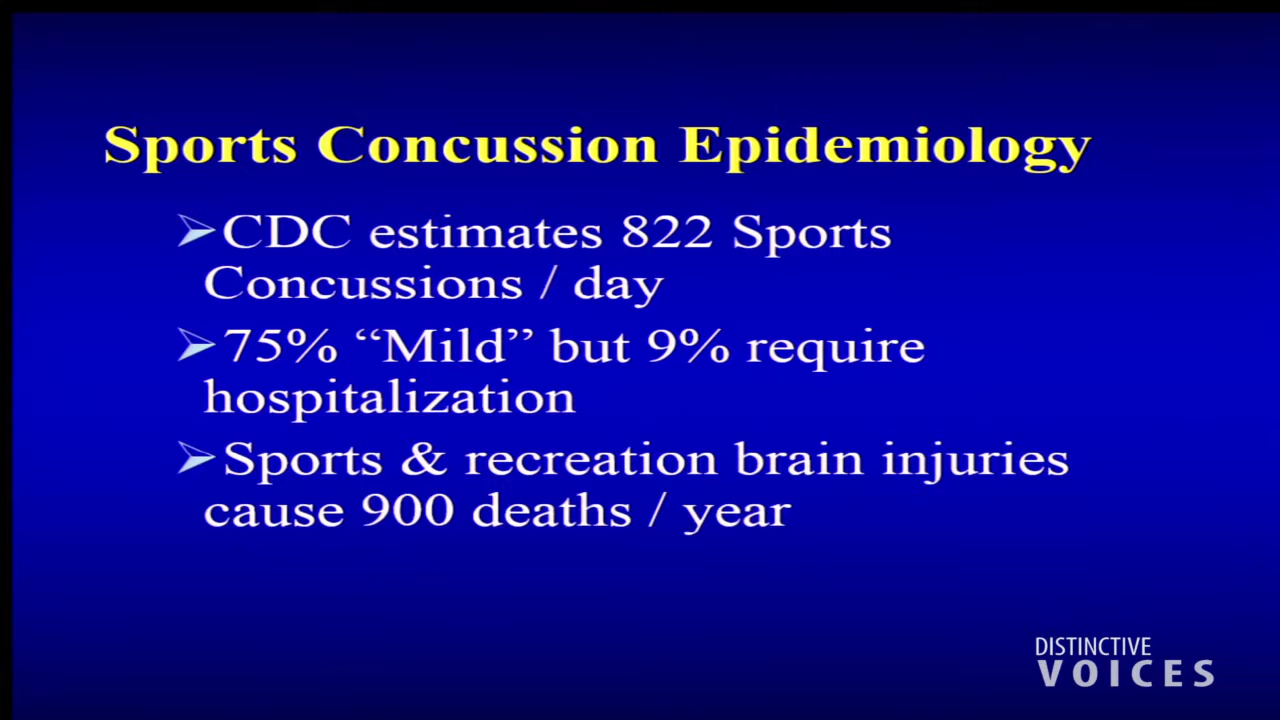 Sports Concussion Epidemiology
➢CDC estimates 822 Sports
Concussions / day
➢75% “Mild” but 9% require
hospitalization
➢Sports & recreation brain injuries
cause 900 deaths / year
DISTINCTIVE
VOICES